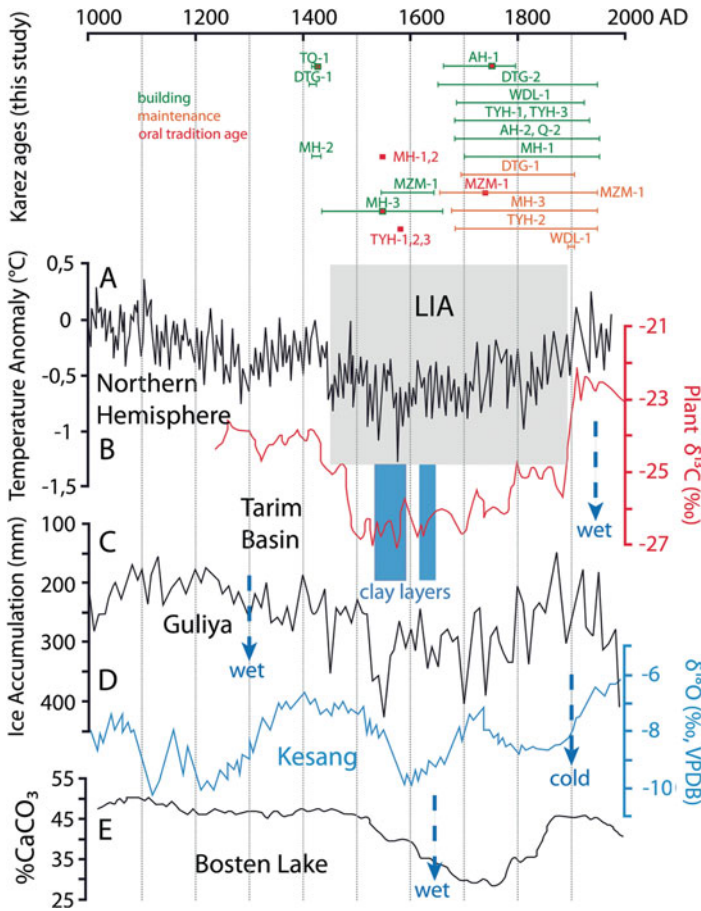 1000 1200 1400 1600 1800 2000 AD
Karez ages (this study)
TQ-1 AH-1
DTG-1 DTG-2
building WDL-1
maintenance TYH-1, TYH-3
oral tradition age AH-2, Q-2
MH-2 MH-1,2 MH-1
DTG-1
MZM-1 MZM-1 MZM-1
MH-3 MH-3
TYH-1,2,3 TYH-2
WDL-1
Temperature Anomaly (°C)
0,5
0
-0,5
-1
-1,5
A
LIA
Northern
Hemisphere
B
-21
-23
-25
-27
Plant δ¹³C (‰)
Tarim
Basin
wet
clay layers
Ice Accumulation (mm)
100
200
300
400
C
Guliya
wet
D
Kesang
-6
-8
-10
δ¹⁸O (‰, VPDB)
cold
%CaCO₃
55
45
35
25
E
Bosten Lake
wet